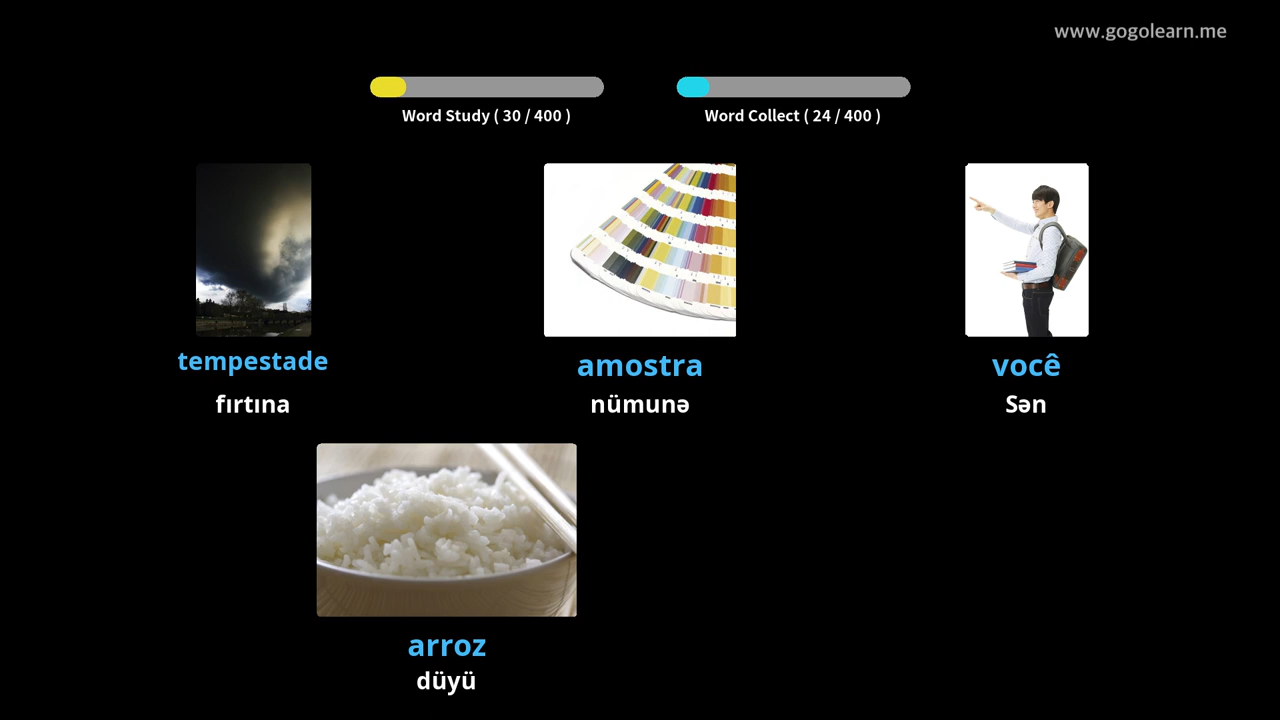 www.gogolearn.me
Word Study ( 30 / 400 )
Word Collect ( 24 / 400 )
tempestade
fırtına
amostra
nümunə
você
Sən
arroz
düyü